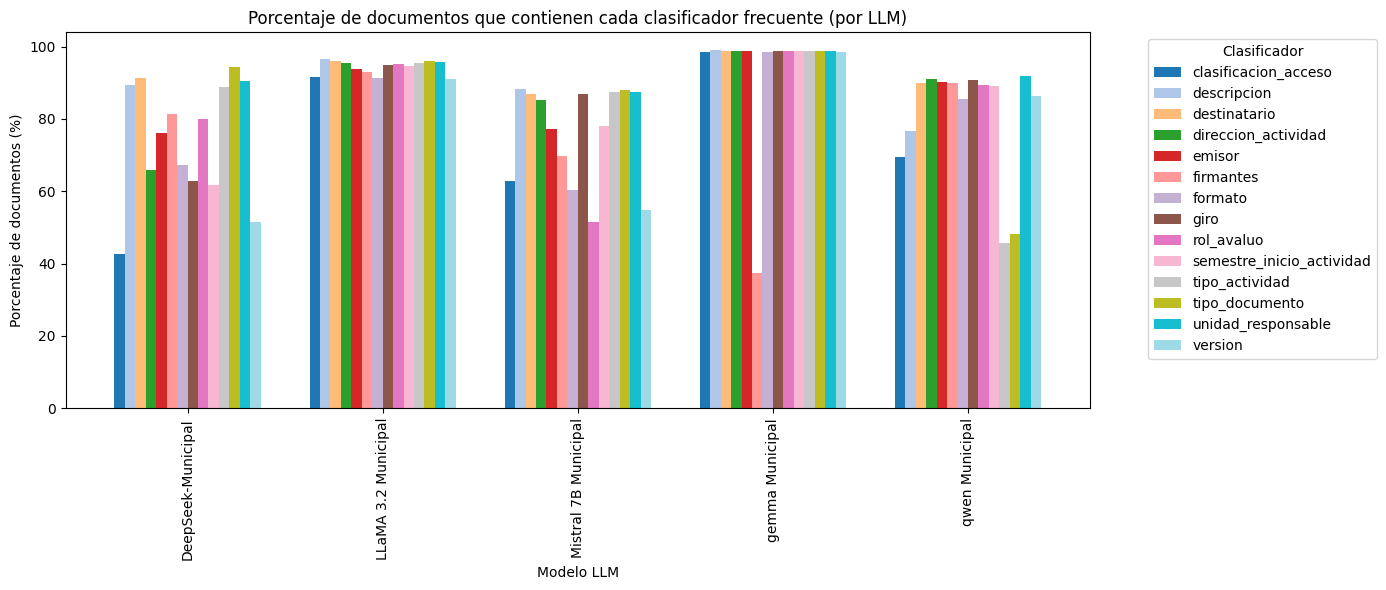 Porcentaje de documentos que contienen cada clasificador frecuente (por LLM)
Porcentaje de documentos (%)
100
80
60
40
20
0
DeepSeek-Municipal
LLaMA 3.2 Municipal
Mistral 7B Municipal
gemma Municipal
qwen Municipal
Modelo LLM
Clasificador
clasificacion_acceso
descripcion
destinatario
direccion_actividad
emisor
firmantes
formato
giro
rol_avaluo
semestre_inicio_actividad
tipo_actividad
tipo_documento
unidad_responsable
version